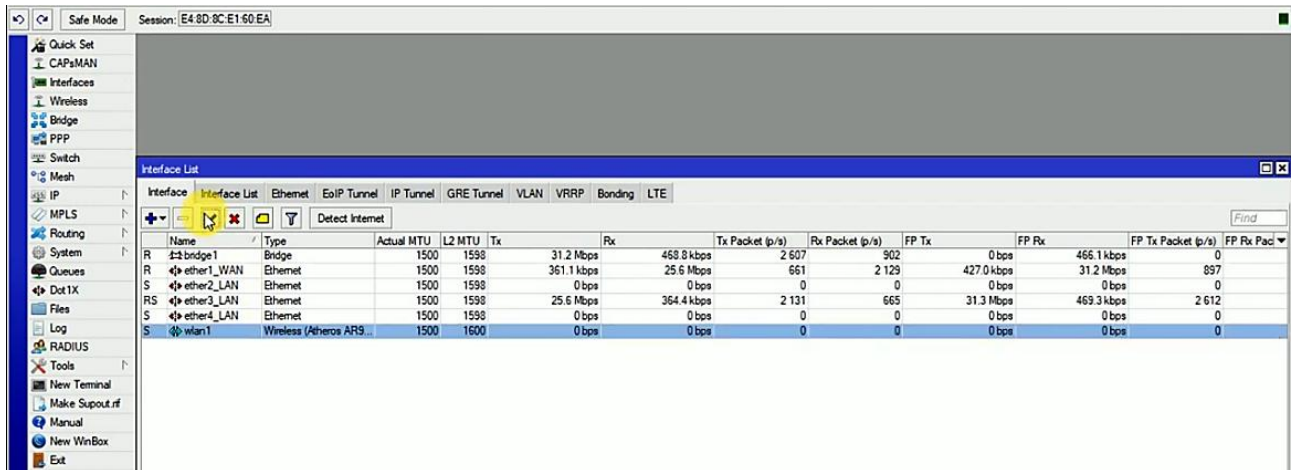 Safe Mode Session: E4:8D:8C:E1:60:EA
Quick Set
CAPsMAN
Interfaces
Wireless
Bridge
PPP
Switch
Mesh
IP
MPLS
Routing
System
Queues
Dot1X
Files
Log
RADIUS
Tools
New Terminal
Make Supout.rif
Manual
New WinBox
Exit
Interface List
Interface Interface List Ethernet EoIP Tunnel IP Tunnel GRE Tunnel VLAN VRRP Bonding LTE
Detect Internet Find
Name Type Actual MTU L2 MTU Tx Rx Tx Packet (p/s) Rx Packet (p/s) FP Tx FP Rx FP Tx Packet (p/s) FP Rx Pac
R bridge1 Bridge 1500 1598 31.2 Mbps 468.8 kbps 2 607 902 0 bps 466.1 kbps 0
R ether1_WAN Ethernet 1500 1598 361.1 kbps 25.6 Mbps 661 2 129 427.0 kbps 31.2 Mbps 897
S ether2_LAN Ethernet 1500 1598 0 bps 0 bps 0 0 0 bps 0 bps 0
RS ether3_LAN Ethernet 1500 1598 25.6 Mbps 364.4 kbps 2 131 665 31.3 Mbps 469.3 kbps 2 612
S ether4_LAN Ethernet 1500 1598 0 bps 0 bps 0 0 0 bps 0 bps 0
S wlan1 Wireless (Atheros AR9... 1500 1600 0 bps 0 bps 0 0 0 bps 0 bps 0